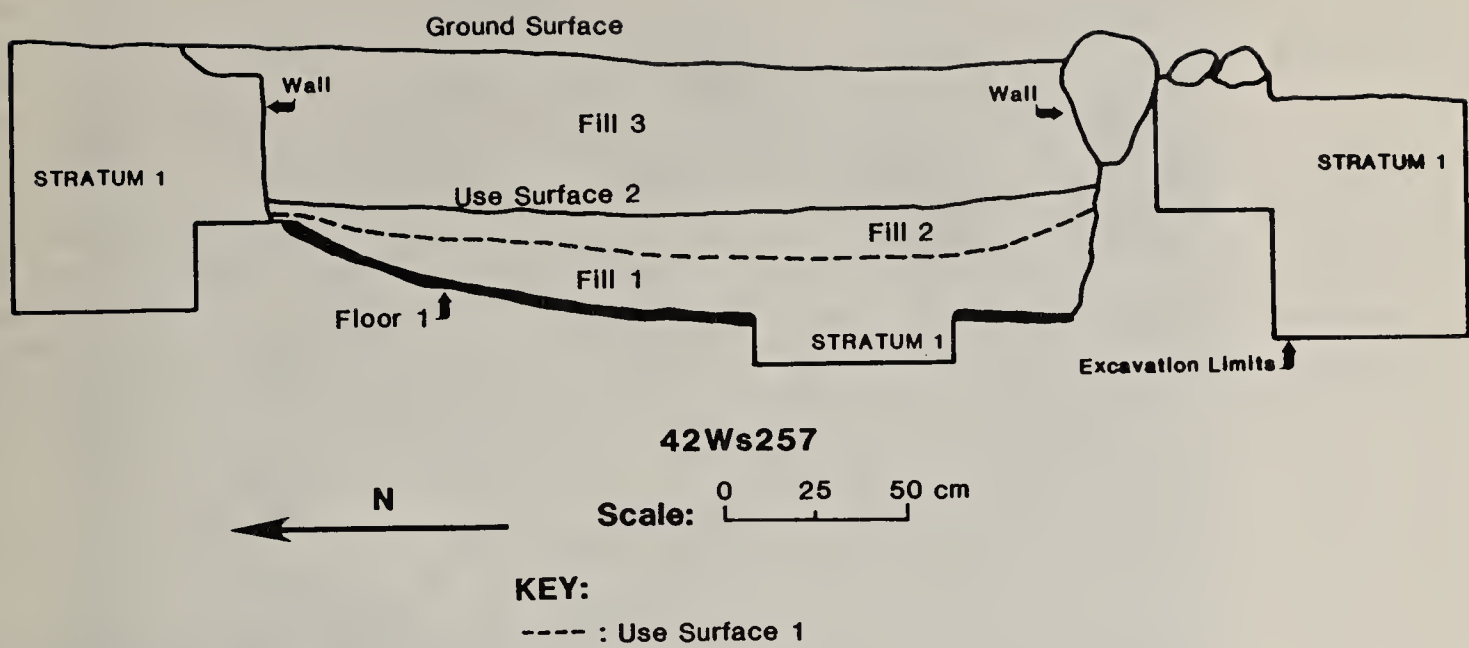 Ground Surface
Wall
Wall
Fill 3
STRATUM 1
STRATUM 1
Use Surface 2
Fill 2
Fill 1
Floor 1
STRATUM 1
Excavation Limits
42Ws257
N
Scale: 0 25 50 cm
KEY:
---- : Use Surface 1